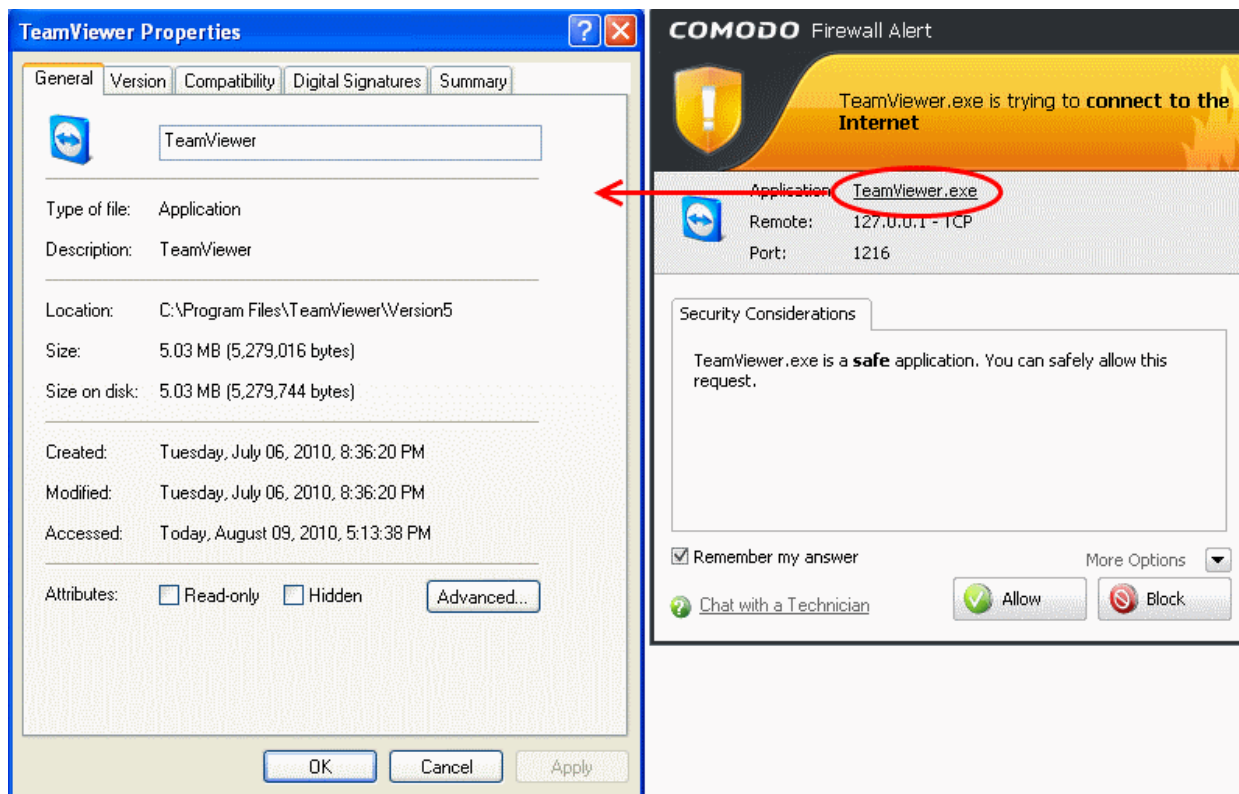 TeamViewer Properties
General Version Compatibility Digital Signatures Summary
TeamViewer
Type of file: Application
Description: TeamViewer
Location: C:\Program Files\TeamViewer\Version5
Size: 5.03 MB (5,279,016 bytes)
Size on disk: 5.03 MB (5,279,744 bytes)
Created: Tuesday, July 06, 2010, 8:36:20 PM
Modified: Tuesday, July 06, 2010, 8:36:20 PM
Accessed: Today, August 09, 2010, 5:13:38 PM
Attributes: Read-only Hidden Advanced...
OK Cancel Apply
COMODO Firewall Alert
TeamViewer.exe is trying to connect to the
Internet
Application TeamViewer.exe
Remote: 127.0.0.1 - TCP
Port: 1216
Security Considerations
TeamViewer.exe is a safe application. You can safely allow this
request.
Remember my answer
More Options
Chat with a Technician
Allow Block